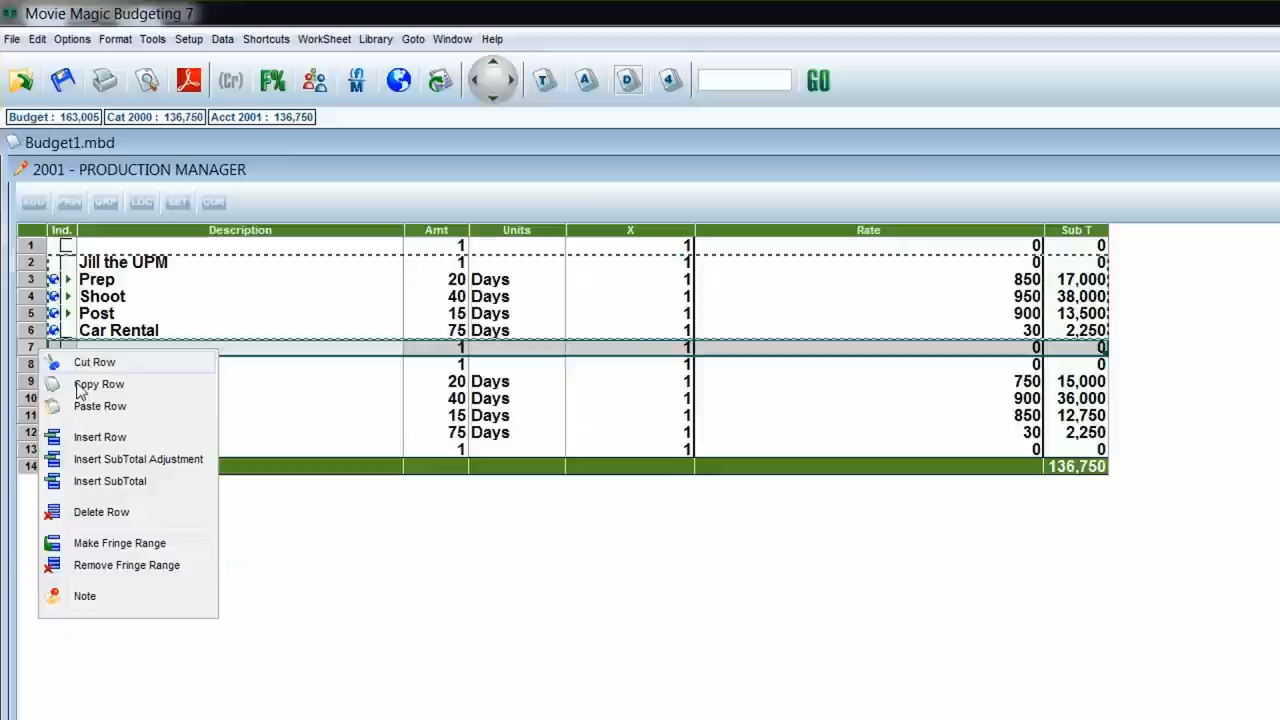 Movie Magic Budgeting 7
File Edit Options Format Tools Setup Data Shortcuts WorkSheet Library Goto Window Help
(Cr) F% f M T A D 4 GO
Budget : 163,005 Cat 2000 : 136,750 Acct 2001 : 136,750
Budget1.mbd
2001 - PRODUCTION MANAGER
PRIN GRP LOC SET CUR
Ind. Description Amt Units X Rate Sub T
1 1 1 0 0
2 Jill the UPM 1 1 0 0
3 Prep 20 Days 1 850 17,000
4 Shoot 40 Days 1 950 38,000
5 Post 15 Days 1 900 13,500
6 Car Rental 75 Days 1 30 2,250
7 1 1 0 0
8 1 1 0 0
9 20 Days 1 750 15,000
10 40 Days 1 900 36,000
11 15 Days 1 850 12,750
12 75 Days 1 30 2,250
13 1 1 0 0
14 136,750
Cut Row
Copy Row
Paste Row
Insert Row
Insert SubTotal Adjustment
Insert SubTotal
Delete Row
Make Fringe Range
Remove Fringe Range
Note